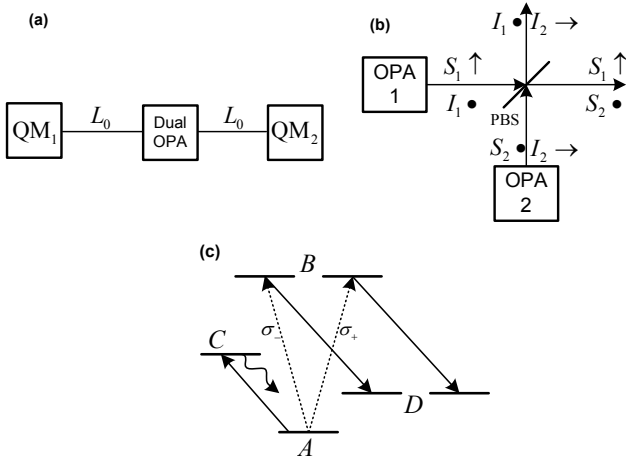 (a)
QM₁ L₀ Dual OPA L₀ QM₂
(b)
I₁ • I₂ →
OPA 1
S₁ ↑
S₁ ↑
I₁ •
PBS
S₂ •
S₂ • I₂ →
OPA 2
(c)
B
σ₋ σ₊
C
D
A